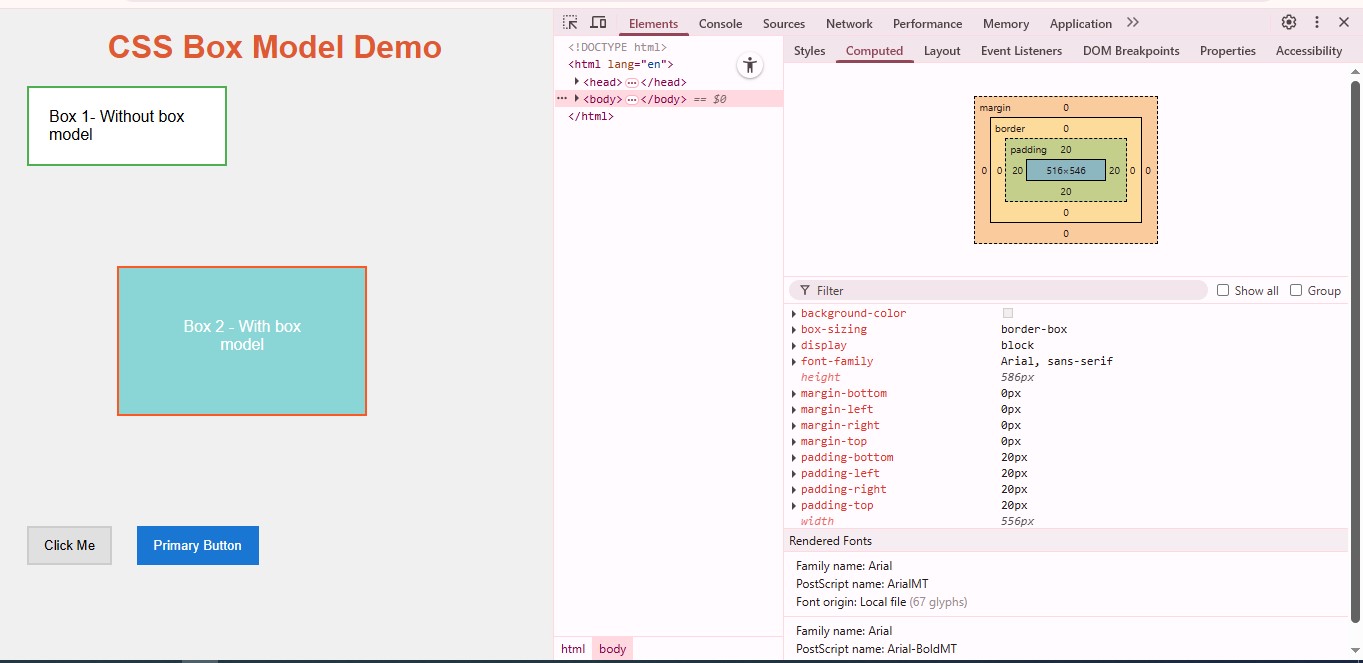 CSS Box Model Demo
Box 1- Without box
model
Box 2 - With box
model
Click Me
Primary Button
Elements Console Sources Network Performance Memory Application
<!DOCTYPE html>
<html lang="en">
<head> … </head>
… <body> … </body> == $0
</html>
html body
Styles Computed Layout Event Listeners DOM Breakpoints Properties Accessibility
margin 0
border 0
padding 20
0 0 20 516×546 20 0 0
20
0
0
Filter Show all Group
background-color
box-sizing border-box
display block
font-family Arial, sans-serif
height 586px
margin-bottom 0px
margin-left 0px
margin-right 0px
margin-top 0px
padding-bottom 20px
padding-left 20px
padding-right 20px
padding-top 20px
width 556px
Rendered Fonts
Family name: Arial
PostScript name: ArialMT
Font origin: Local file (67 glyphs)
Family name: Arial
PostScript name: Arial-BoldMT